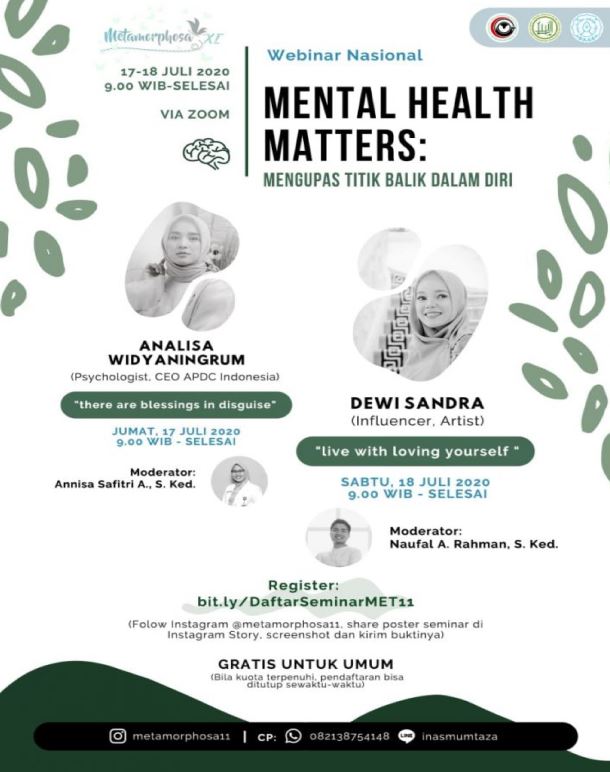 Metamorphosa XI
17-18 JULI 2020
9.00 WIB-SELESAI
VIA ZOOM
Webinar Nasional
MENTAL HEALTH
MATTERS:
MENGUPAS TITIK BALIK DALAM DIRI
ANALISA
WIDYANINGRUM
(Psychologist, CEO APDC Indonesia)
"there are blessings in disguise"
JUMAT, 17 JULI 2020
9.00 WIB - SELESAI
Moderator:
Annisa Safitri A., S. Ked.
DEWI SANDRA
(Influencer, Artist)
"live with loving yourself "
SABTU, 18 JULI 2020
9.00 WIB - SELESAI
Moderator:
Naufal A. Rahman, S. Ked.
Register:
bit.ly/DaftarSeminarMET11
(Folow Instagram @metamorphosa11, share poster seminar di
Instagram Story, screenshot dan kirim buktinya)
GRATIS UNTUK UMUM
(Bila kuota terpenuhi, pendaftaran bisa
ditutup sewaktu-waktu)
metamorphosa11 | CP: 082138754148 LINE inasmumtaza